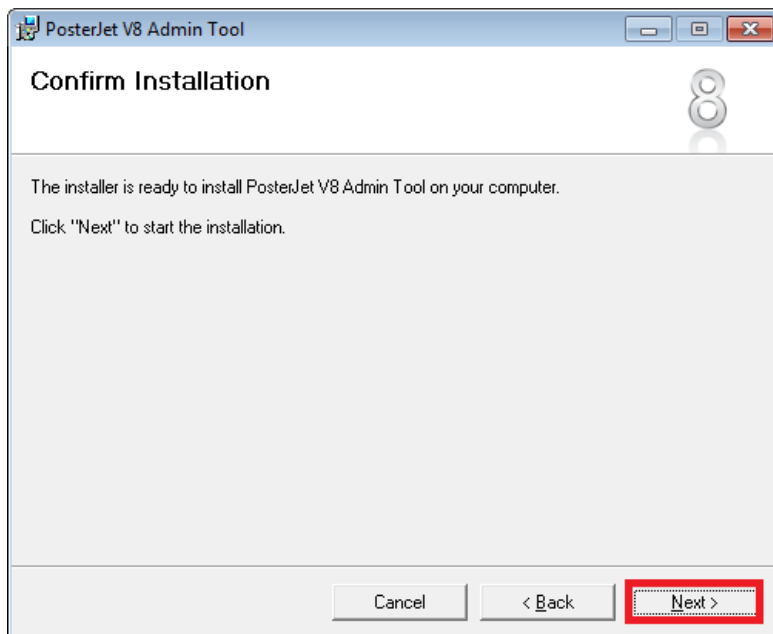 PosterJet V8 Admin Tool
Confirm Installation
8
The installer is ready to install PosterJet V8 Admin Tool on your computer.
Click "Next" to start the installation.
Cancel
< Back
Next >